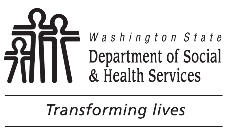 Washington State
Department of Social
& Health Services
Transforming lives